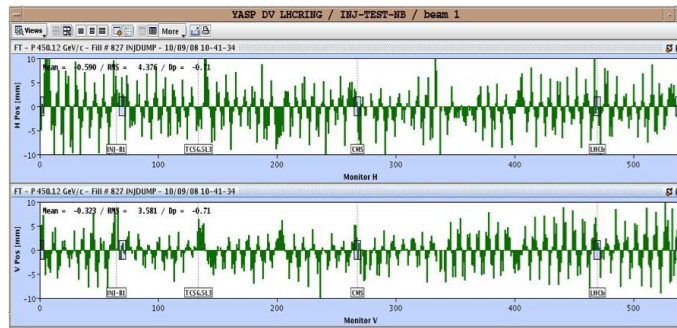 YASP DV LHCRING / INJ-TEST-NB / beam 1
Views More
FT - P 450.12 GeV/c - Fill # 827 INJDUMP - 10/09/08 10-41-34
Mean = -0.590 / RMS = 4.376 / Dp = -0.71
H Pos [mm]
10
5
0
-5
-10
INJ-B1 TCSG.5L3 CMS LHCb
0 100 200 300 400 500
Monitor H
FT - P 450.12 GeV/c - Fill # 827 INJDUMP - 10/09/08 10-41-34
Mean = -0.323 / RMS = 3.581 / Dp = -0.71
V Pos [mm]
10
5
0
-5
-10
INJ-B1 TCSG.5L3 CMS LHCb
0 100 200 300 400 500
Monitor V